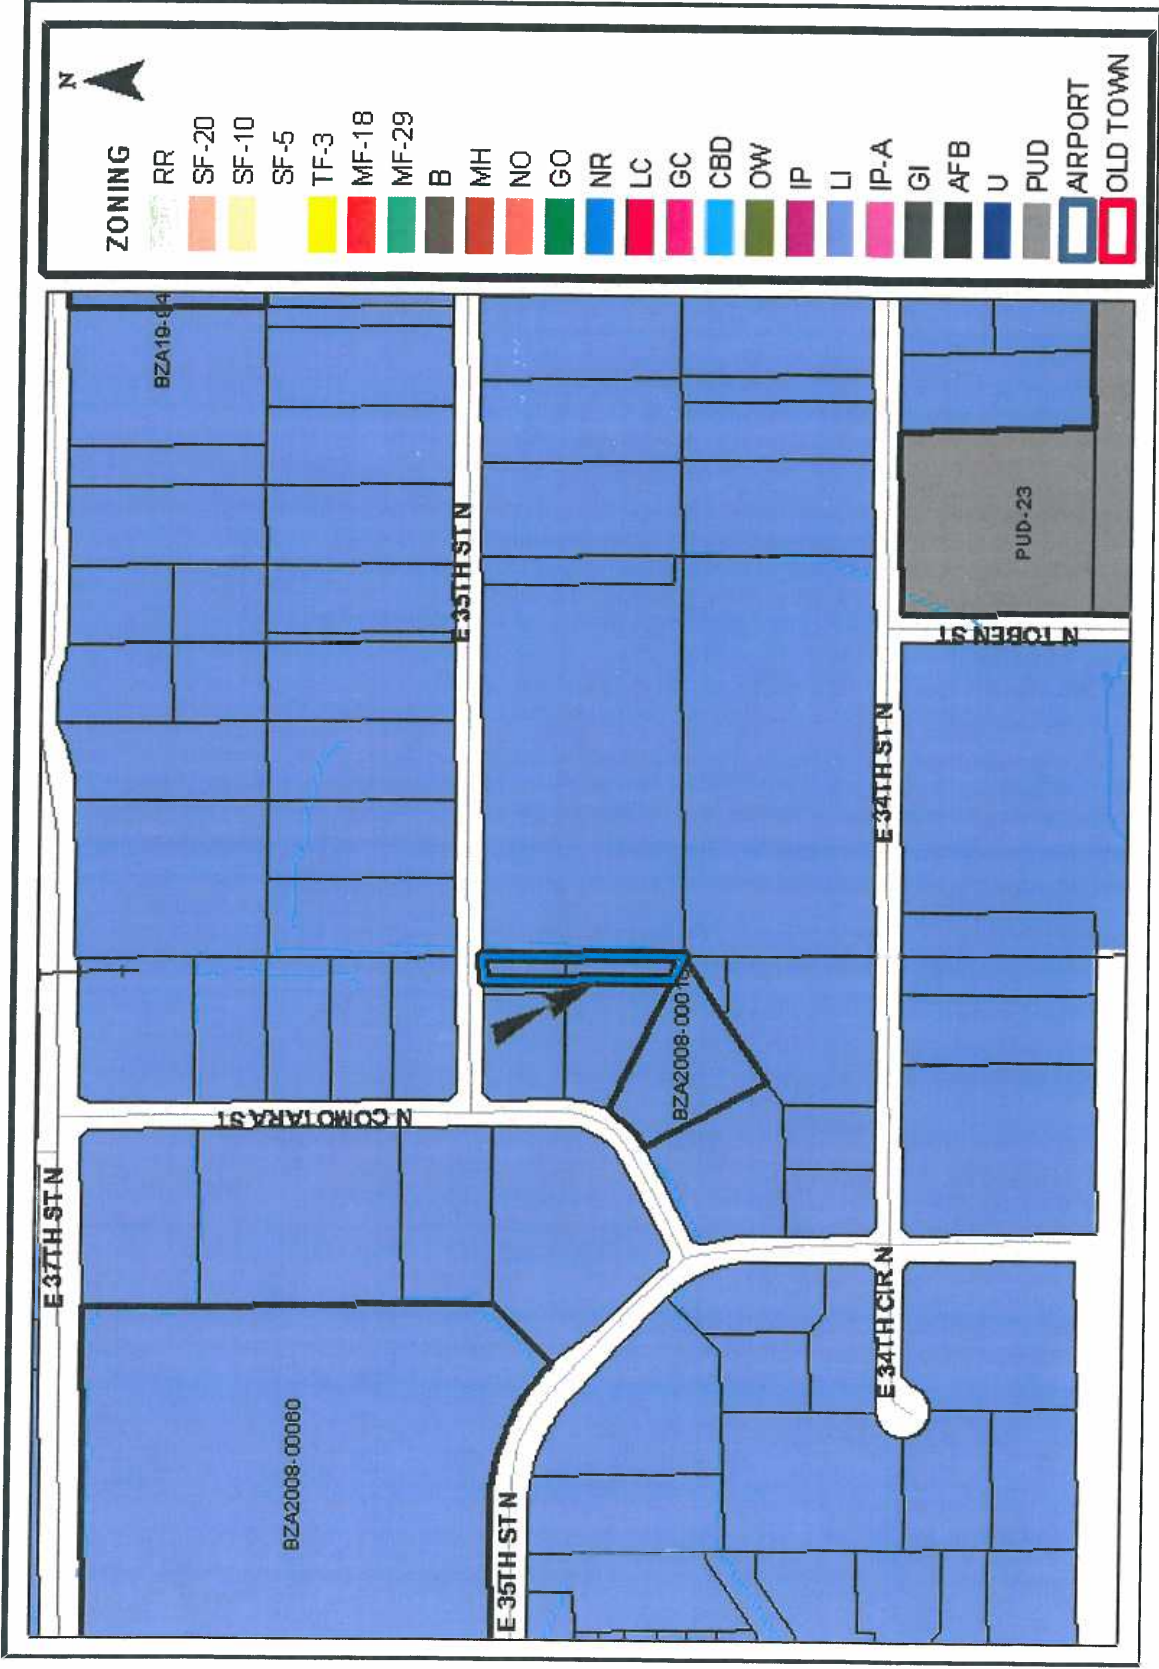 N
ZONING
RR
SF-20
SF-10
SF-5
TF-3
MF-18
MF-29
B
MH
NO
GO
NR
LC
GC
CBD
OW
IP
LI
IP-A
GI
AFB
U
PUD
AIRPORT
OLD TOWN
E 37TH ST N
N COMOTARA ST
E 35TH ST N
E 35TH ST N
E 34TH ST N
E 34TH CIR N
N TOBEN ST
BZA2008-00060
PUD-23